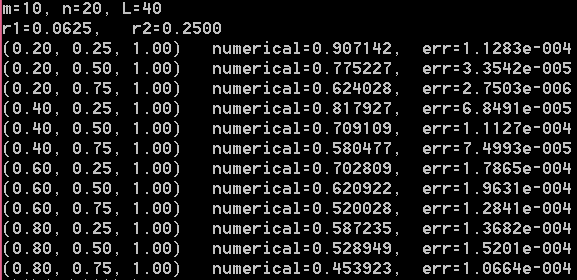 m=10, n=20, L=40
r1=0.0625,   r2=0.2500
(0.20, 0.25, 1.00)   numerical=0.907142,  err=1.1283e-004
(0.20, 0.50, 1.00)   numerical=0.775227,  err=3.3542e-005
(0.20, 0.75, 1.00)   numerical=0.624028,  err=2.7503e-006
(0.40, 0.25, 1.00)   numerical=0.817927,  err=6.8491e-005
(0.40, 0.50, 1.00)   numerical=0.709109,  err=1.1127e-004
(0.40, 0.75, 1.00)   numerical=0.580477,  err=7.4993e-005
(0.60, 0.25, 1.00)   numerical=0.702809,  err=1.7865e-004
(0.60, 0.50, 1.00)   numerical=0.620922,  err=1.9631e-004
(0.60, 0.75, 1.00)   numerical=0.520028,  err=1.2841e-004
(0.80, 0.25, 1.00)   numerical=0.587235,  err=1.3682e-004
(0.80, 0.50, 1.00)   numerical=0.528949,  err=1.5201e-004
(0.80, 0.75, 1.00)   numerical=0.453923,  err=1.0664e-004